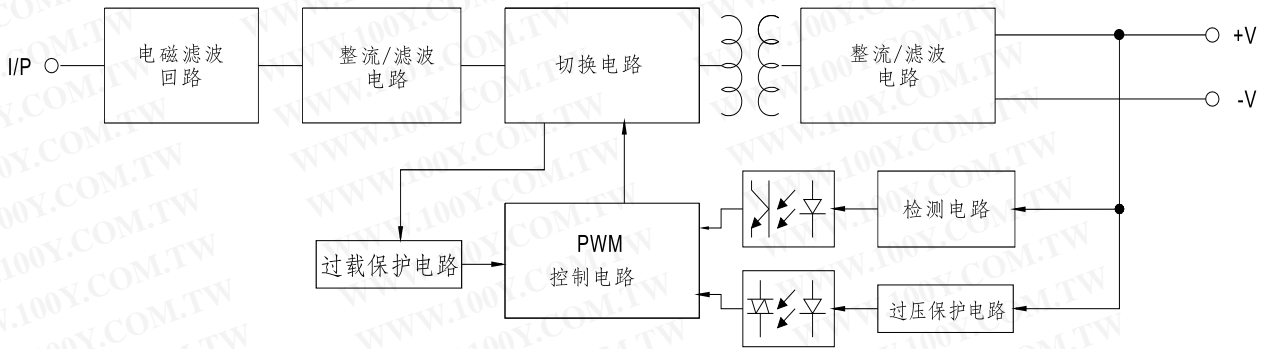 I/P
电磁滤波
回路
整流/滤波
电路
切换电路
整流/滤波
电路
+V
-V
过载保护电路
PWM
控制电路
检测电路
过压保护电路
WWW.100Y.COM.TW